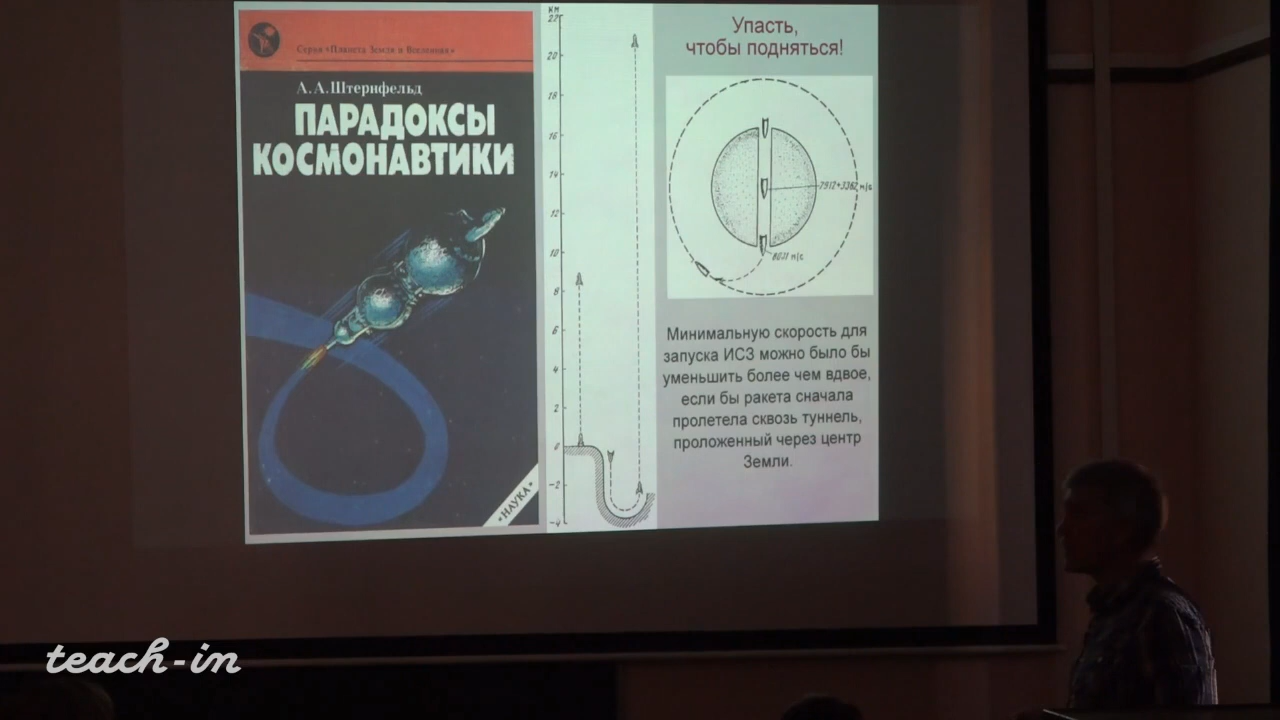 Серия «Планета Земля и Вселенная»
А. А. Штернфельд
ПАРАДОКСЫ
КОСМОНАВТИКИ
«НАУКА»
КМ
22
20
18
16
14
12
10
8
6
4
2
0
-2
-4
Упасть,
чтобы подняться!
7912+3362 м/с
8021 м/с
Минимальную скорость для
запуска ИСЗ можно было бы
уменьшить более чем вдвое,
если бы ракета сначала
пролетела сквозь туннель,
проложенный через центр
Земли.
teach-in